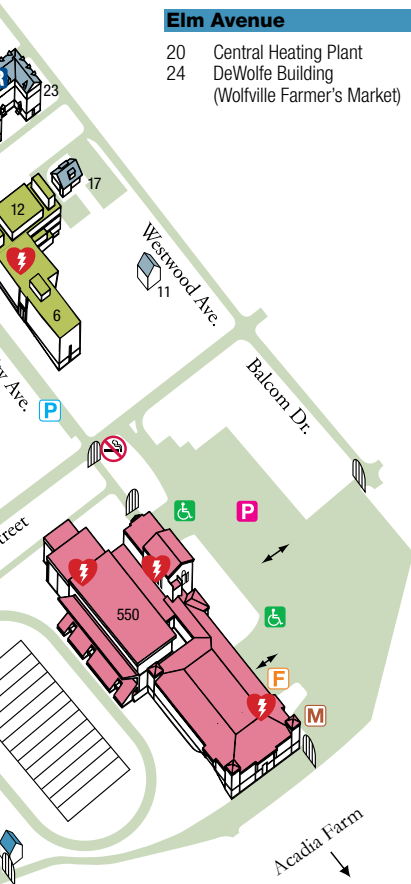 Elm Avenue
20 Central Heating Plant
24 DeWolfe Building
(Wolfville Farmer's Market)
23
17
12
Westwood Ave.
11
6
Balcom Dr.
Ave.
P
P
treet
550
F
M
Acadia Farm